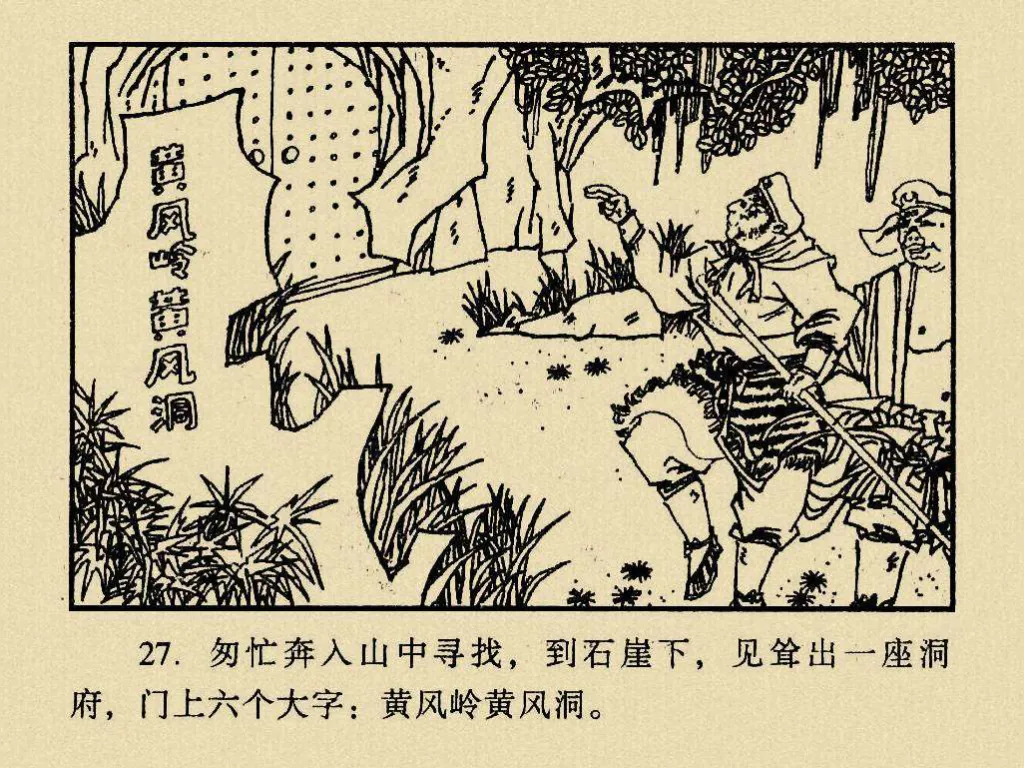 黄风岭黄风洞
27. 匆忙奔入山中寻找，到石崖下，见耸出一座洞
府，门上六个大字：黄风岭黄风洞。